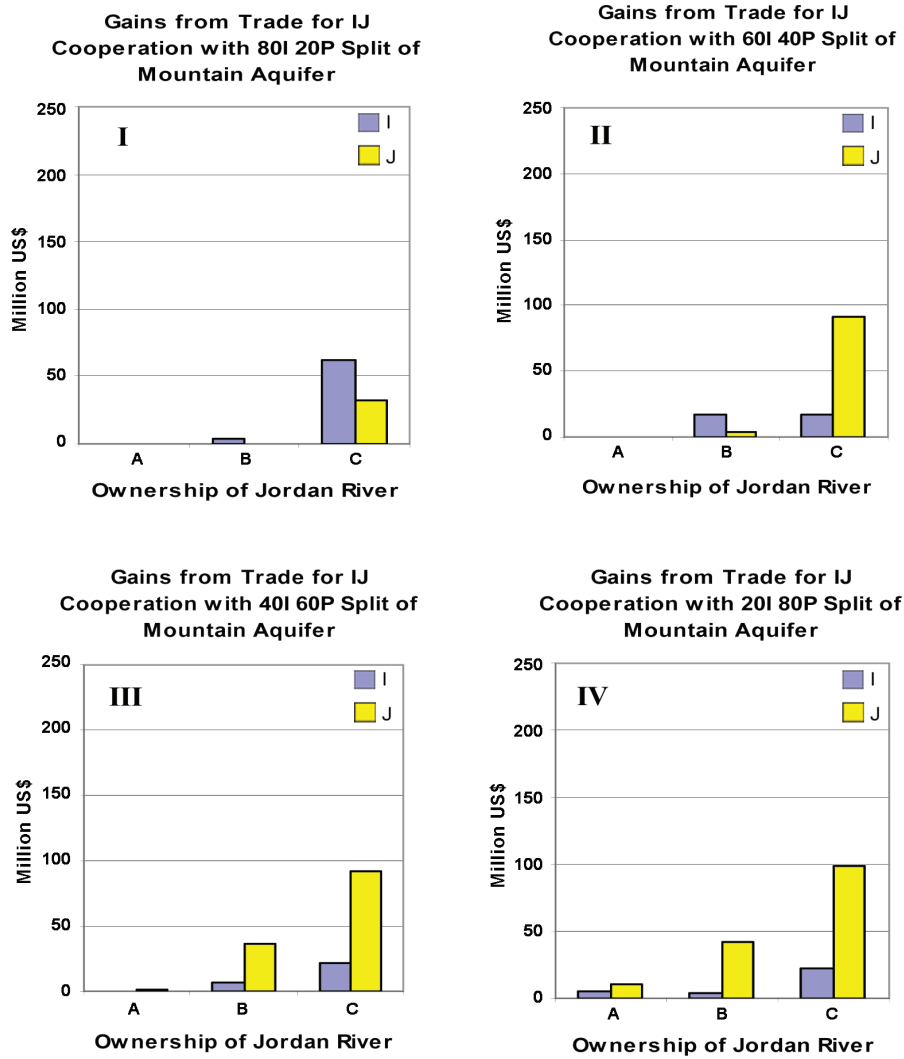 Gains from Trade for IJ
Cooperation with 80I 20P Split of
Mountain Aquifer
I
I
J
Million US$
250
200
150
100
50
0
A B C
Ownership of Jordan River
Gains from Trade for IJ
Cooperation with 60I 40P Split of
Mountain Aquifer
II
I
J
Million US$
250
200
150
100
50
0
A B C
Ownership of Jordan River
Gains from Trade for IJ
Cooperation with 40I 60P Split of
Mountain Aquifer
III
I
J
Million US$
250
200
150
100
50
0
A B C
Ownership of Jordan River
Gains from Trade for IJ
Cooperation with 20I 80P Split of
Mountain Aquifer
IV
I
J
Million US$
250
200
150
100
50
0
A B C
Ownership of Jordan River